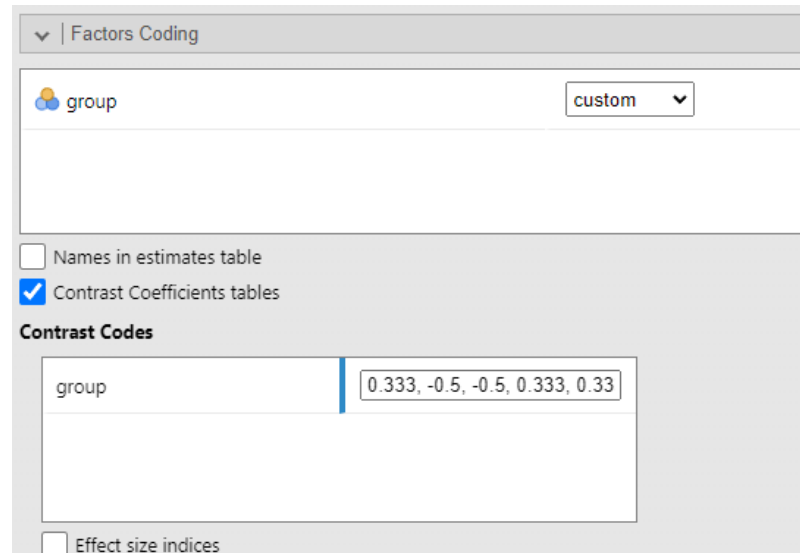 Factors Coding
group custom
Names in estimates table
Contrast Coefficients tables
Contrast Codes
group 0.333, -0.5, -0.5, 0.333, 0.33
Effect size indices